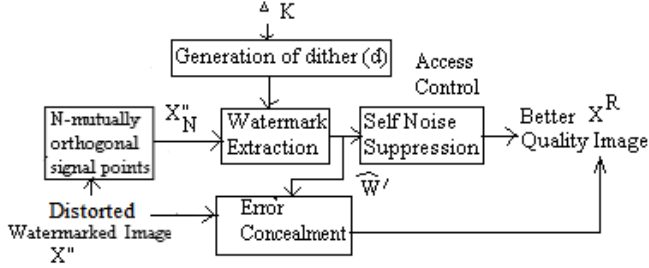 Δ K
Generation of dither (d)
Access
Control
N-mutually
orthogonal
signal points
X"N
Watermark
Extraction
Self Noise
Suppression
Better X^R
Quality Image
Ŵ′
Distorted
Watermarked Image
X"
Error
Concealment